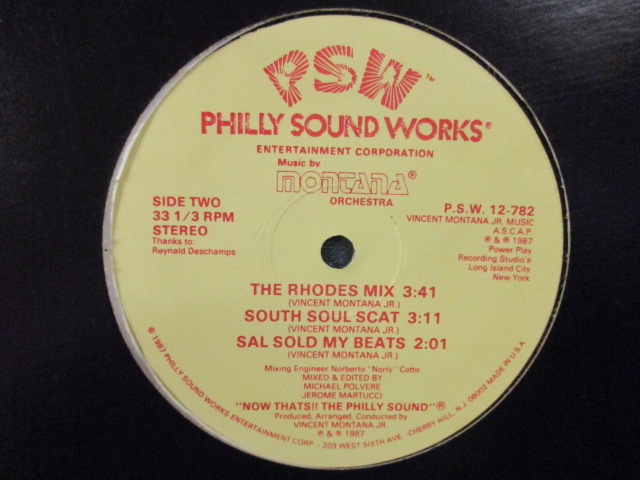 PSW™
PHILLY SOUND WORKS®
ENTERTAINMENT CORPORATION
Music by
MONTANA®
ORCHESTRA
SIDE TWO
33 1/3 RPM
STEREO
Thanks to:
Reynald Deschamps
P.S.W. 12-782
VINCENT MONTANA JR. MUSIC
A.S.C.A.P.
© & ℗ 1987
Power Play
Recording Studio's
Long Island City
New York
THE RHODES MIX 3:41
(VINCENT MONTANA JR.)
SOUTH SOUL SCAT 3:11
(VINCENT MONTANA JR.)
SAL SOLD MY BEATS 2:01
(VINCENT MONTANA JR.)
Mixing Engineer Norberto "Norty" Cotto
MIXED & EDITED BY
MICHAEL POLVERE
JEROME MARTUCCI
"NOW THATS!! THE PHILLY SOUND"®
Produced, Arranged, Conducted by
VINCENT MONTANA JR.
© & ℗ 1987
© 1987 PHILLY SOUND WORKS ENTERTAINMENT CORP. - 203 WEST SIXTH AVE -CHERRY HILL, N.J. 08002 MADE IN U.S.A